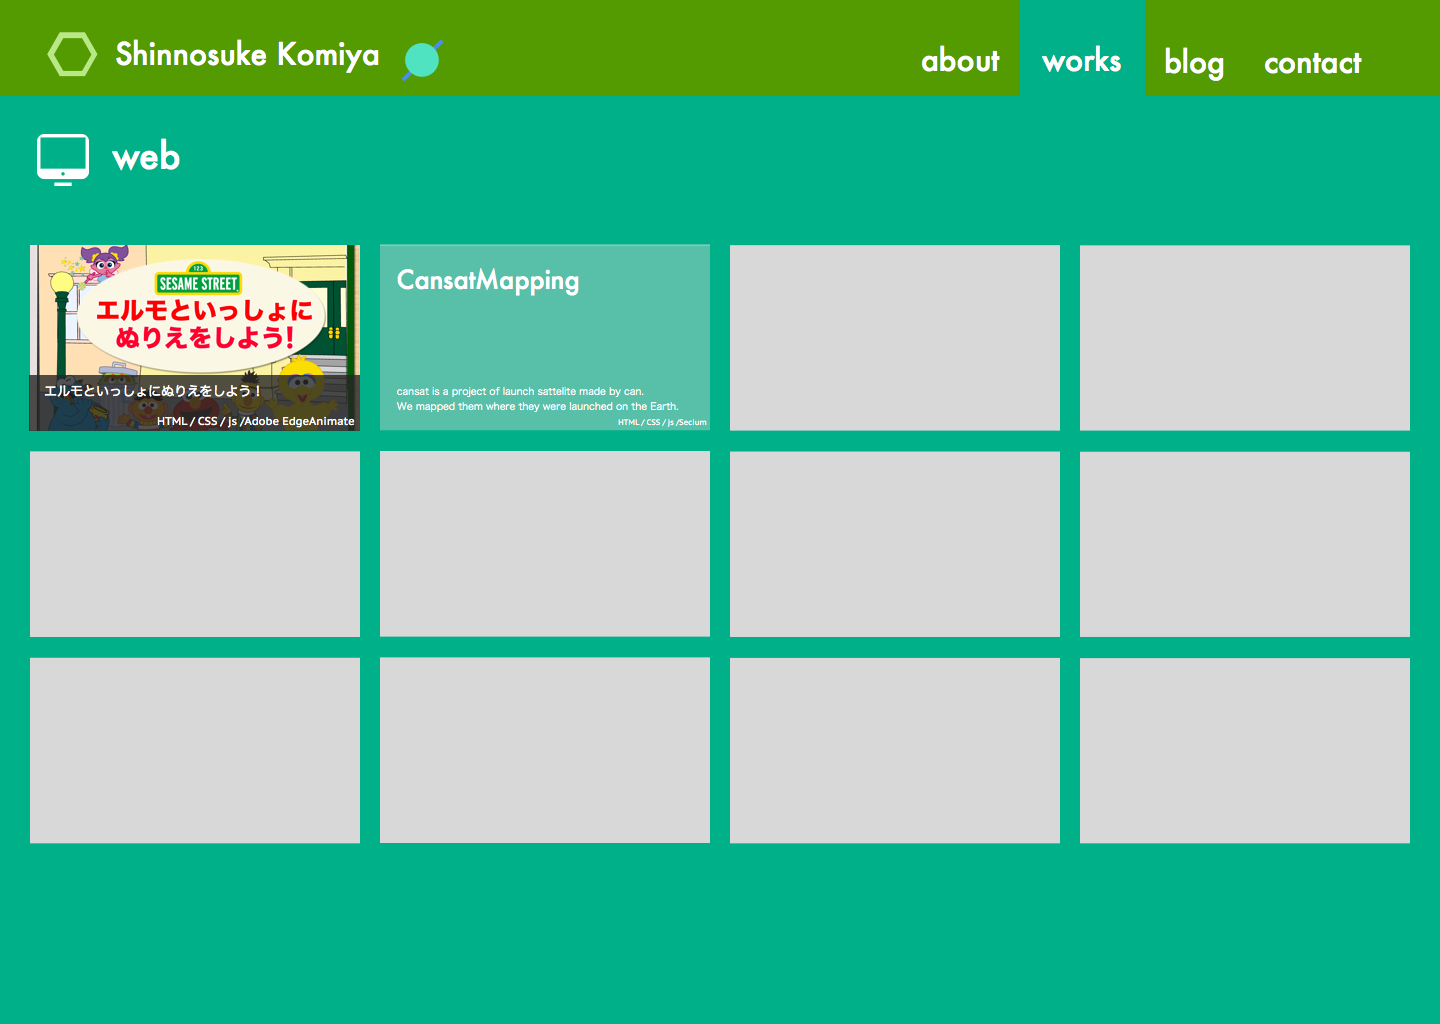 Shinnosuke Komiya
about
works
blog
contact
web
123
SESAME STREET
エルモといっしょに
ぬりえをしよう!
エルモといっしょにぬりえをしよう！
HTML / CSS / js /Adobe EdgeAnimate
CansatMapping
cansat is a project of launch sattelite made by can.
We mapped them where they were launched on the Earth.
HTML / CSS / js /Secium